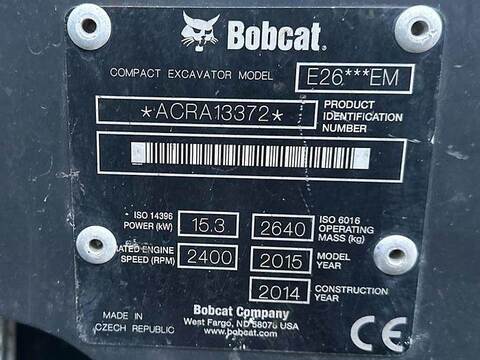 Bobcat.
COMPACT EXCAVATOR MODEL E26***EM
*ACRA13372* PRODUCT IDENTIFICATION NUMBER
ISO 14396 POWER (kW) 15.3 2640 ISO 6016 OPERATING MASS (kg)
RATED ENGINE SPEED (RPM) 2400 2015 MODEL YEAR
2014 CONSTRUCTION YEAR
Bobcat Company
MADE IN CZECH REPUBLIC West Fargo, ND 58078 USA CE
www.bobcat.com